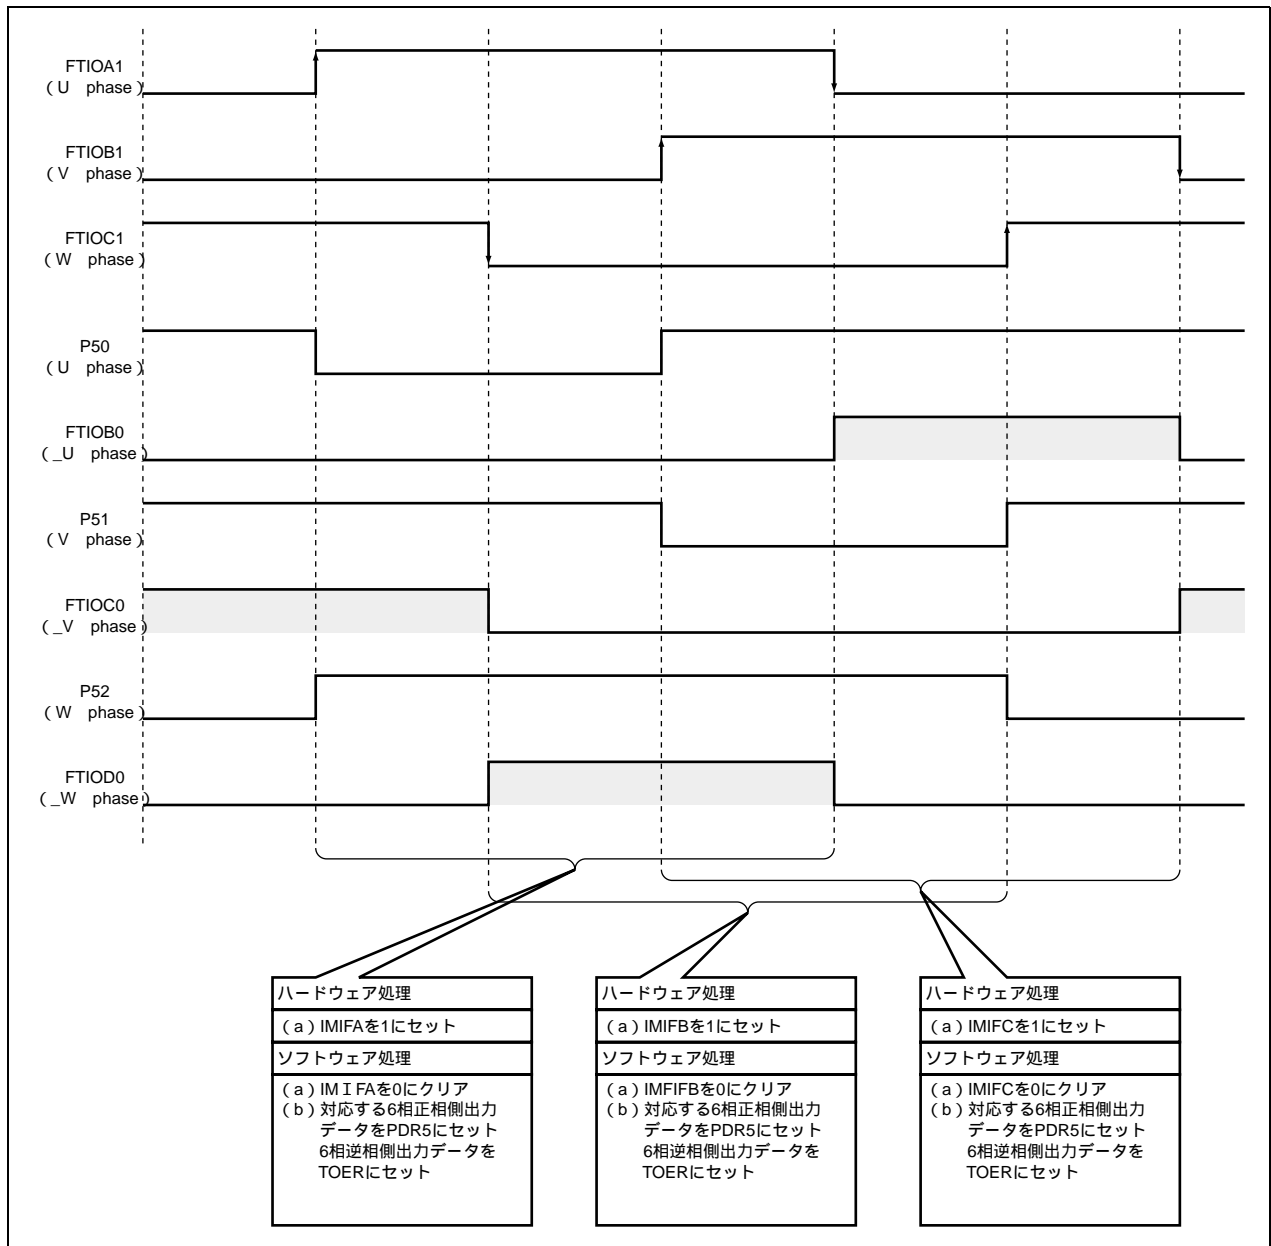 FTIOA1
( U phase )
FTIOB1
( V phase )
FTIOC1
( W phase )
P50
( U phase )
FTIOB0
( _U phase )
P51
( V phase )
FTIOC0
( _V phase )
P52
( W phase )
FTIOD0
( _W phase )
ハードウェア処理
(a) IMIFAを1にセット
ソフトウェア処理
(a) IMIFAを0にクリア
(b) 対応する6相正相側出力
データをPDR5にセット
6相逆相側出力データを
TOERにセット
ハードウェア処理
(a) IMIFBを1にセット
ソフトウェア処理
(a) IMFIFBを0にクリア
(b) 対応する6相正相側出力
データをPDR5にセット
6相逆相側出力データを
TOERにセット
ハードウェア処理
(a) IMIFCを1にセット
ソフトウェア処理
(a) IMIFCを0にクリア
(b) 対応する6相正相側出力
データをPDR5にセット
6相逆相側出力データを
TOERにセット